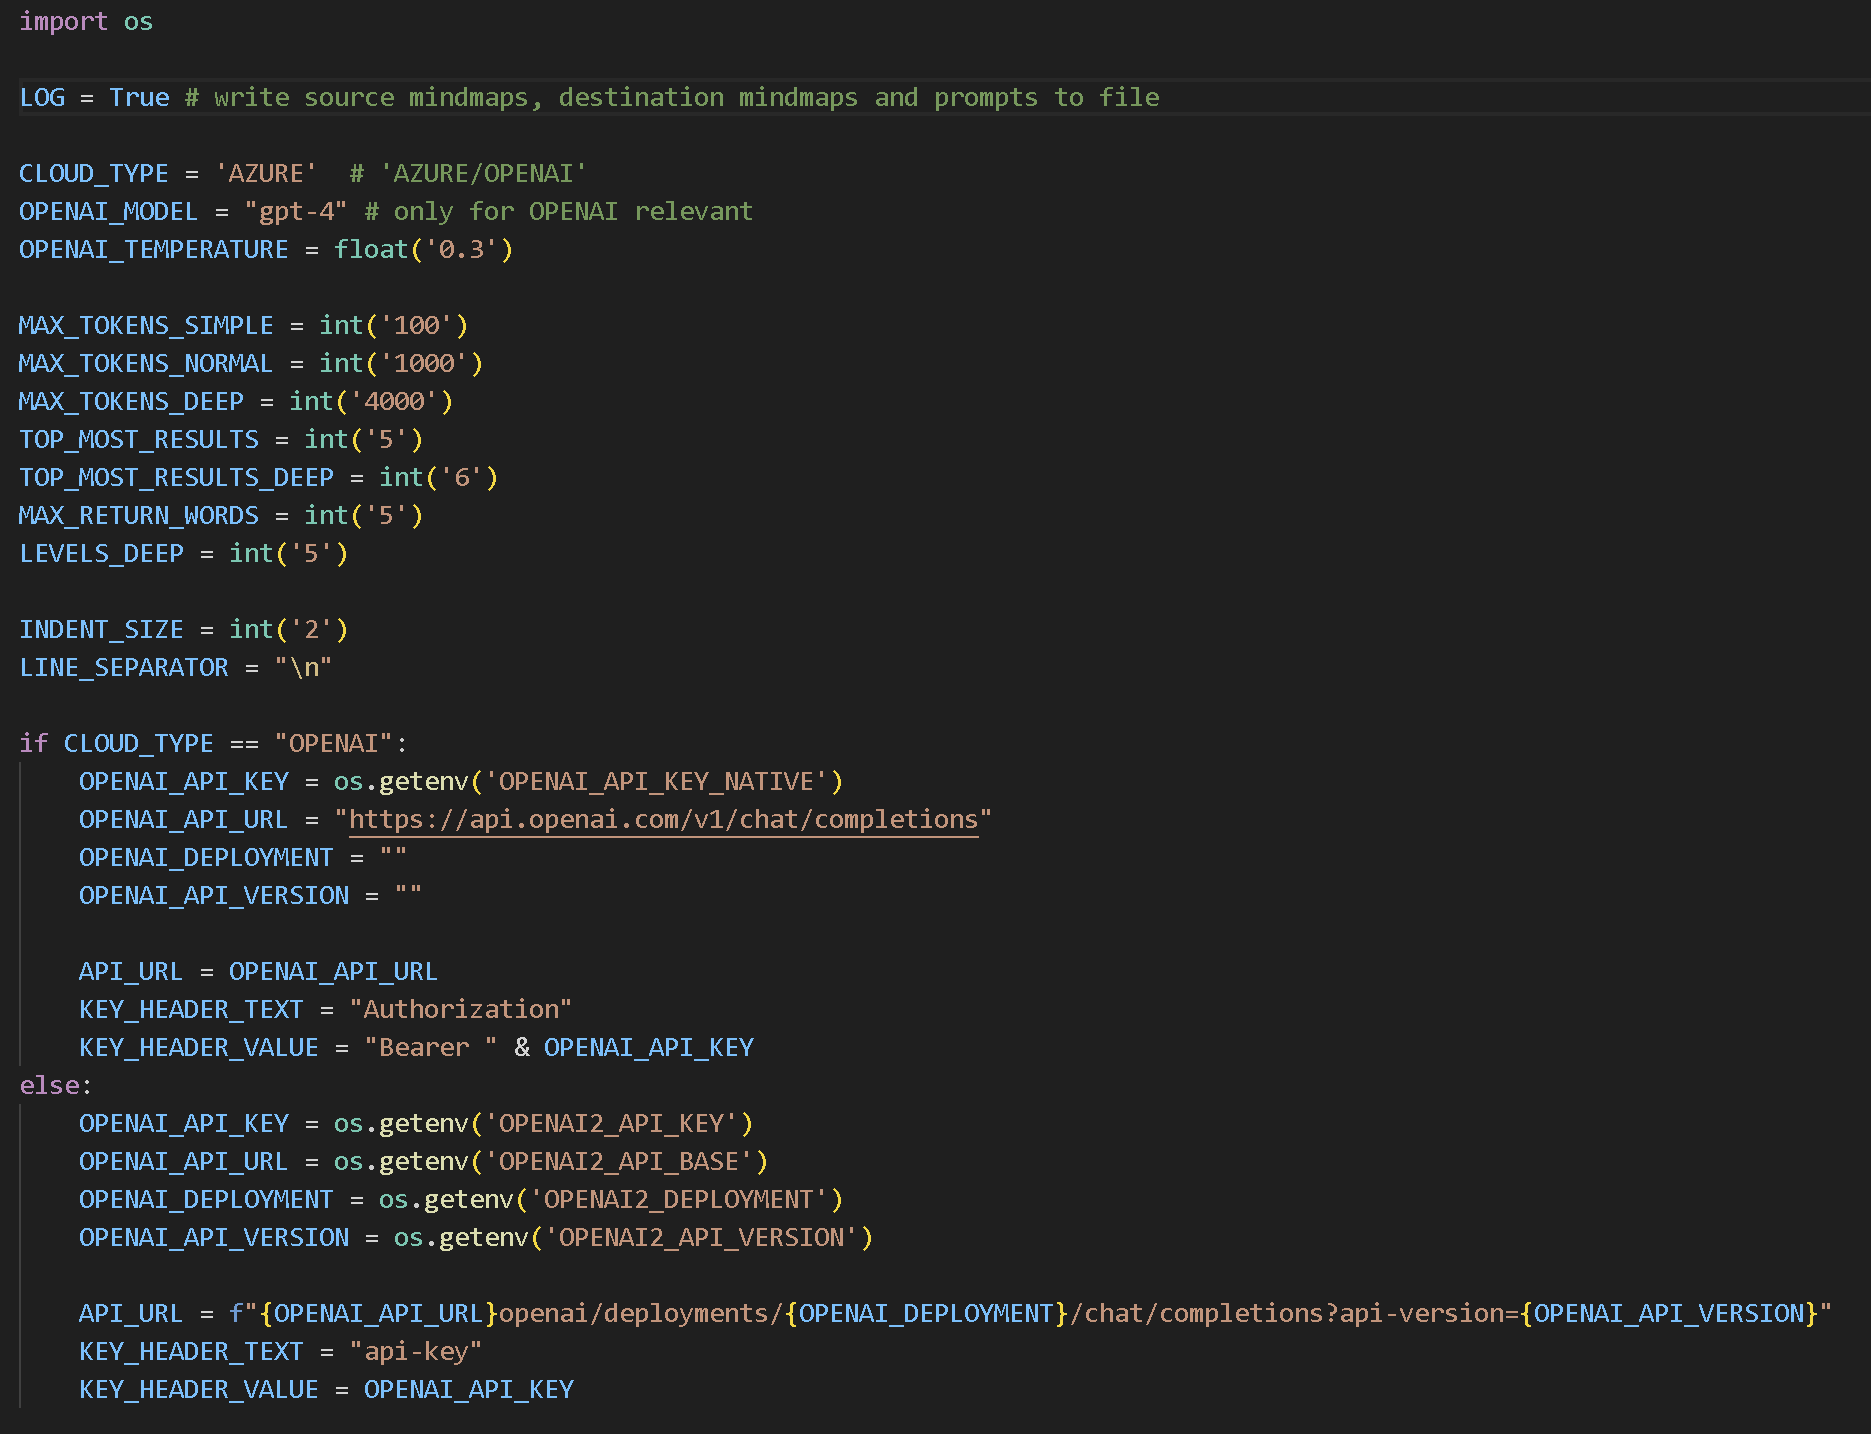 import os
LOG = True # write source mindmaps, destination mindmaps and prompts to file
CLOUD_TYPE = 'AZURE'  # 'AZURE/OPENAI'
OPENAI_MODEL = "gpt-4" # only for OPENAI relevant
OPENAI_TEMPERATURE = float('0.3')
MAX_TOKENS_SIMPLE = int('100')
MAX_TOKENS_NORMAL = int('1000')
MAX_TOKENS_DEEP = int('4000')
TOP_MOST_RESULTS = int('5')
TOP_MOST_RESULTS_DEEP = int('6')
MAX_RETURN_WORDS = int('5')
LEVELS_DEEP = int('5')
INDENT_SIZE = int('2')
LINE_SEPARATOR = "\n"
if CLOUD_TYPE == "OPENAI":
    OPENAI_API_KEY = os.getenv('OPENAI_API_KEY_NATIVE')
    OPENAI_API_URL = "https://api.openai.com/v1/chat/completions"
    OPENAI_DEPLOYMENT = ""
    OPENAI_API_VERSION = ""
    API_URL = OPENAI_API_URL
    KEY_HEADER_TEXT = "Authorization"
    KEY_HEADER_VALUE = "Bearer " & OPENAI_API_KEY
else:
    OPENAI_API_KEY = os.getenv('OPENAI2_API_KEY')
    OPENAI_API_URL = os.getenv('OPENAI2_API_BASE')
    OPENAI_DEPLOYMENT = os.getenv('OPENAI2_DEPLOYMENT')
    OPENAI_API_VERSION = os.getenv('OPENAI2_API_VERSION')
    API_URL = f"{OPENAI_API_URL}openai/deployments/{OPENAI_DEPLOYMENT}/chat/completions?api-version={OPENAI_API_VERSION}"
    KEY_HEADER_TEXT = "api-key"
    KEY_HEADER_VALUE = OPENAI_API_KEY